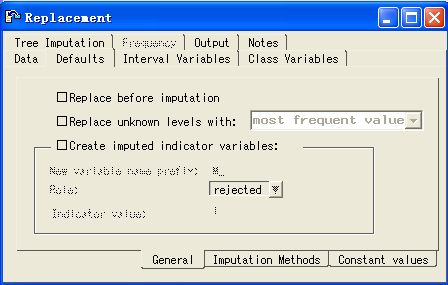 Replacement
Tree Imputation Frequency Output Notes
Data Defaults Interval Variables Class Variables
Replace before imputation
Replace unknown levels with: most frequent value
Create imputed indicator variables:
New variable name prefix: M_
Role: rejected
Indicator value: 1
General Imputation Methods Constant values